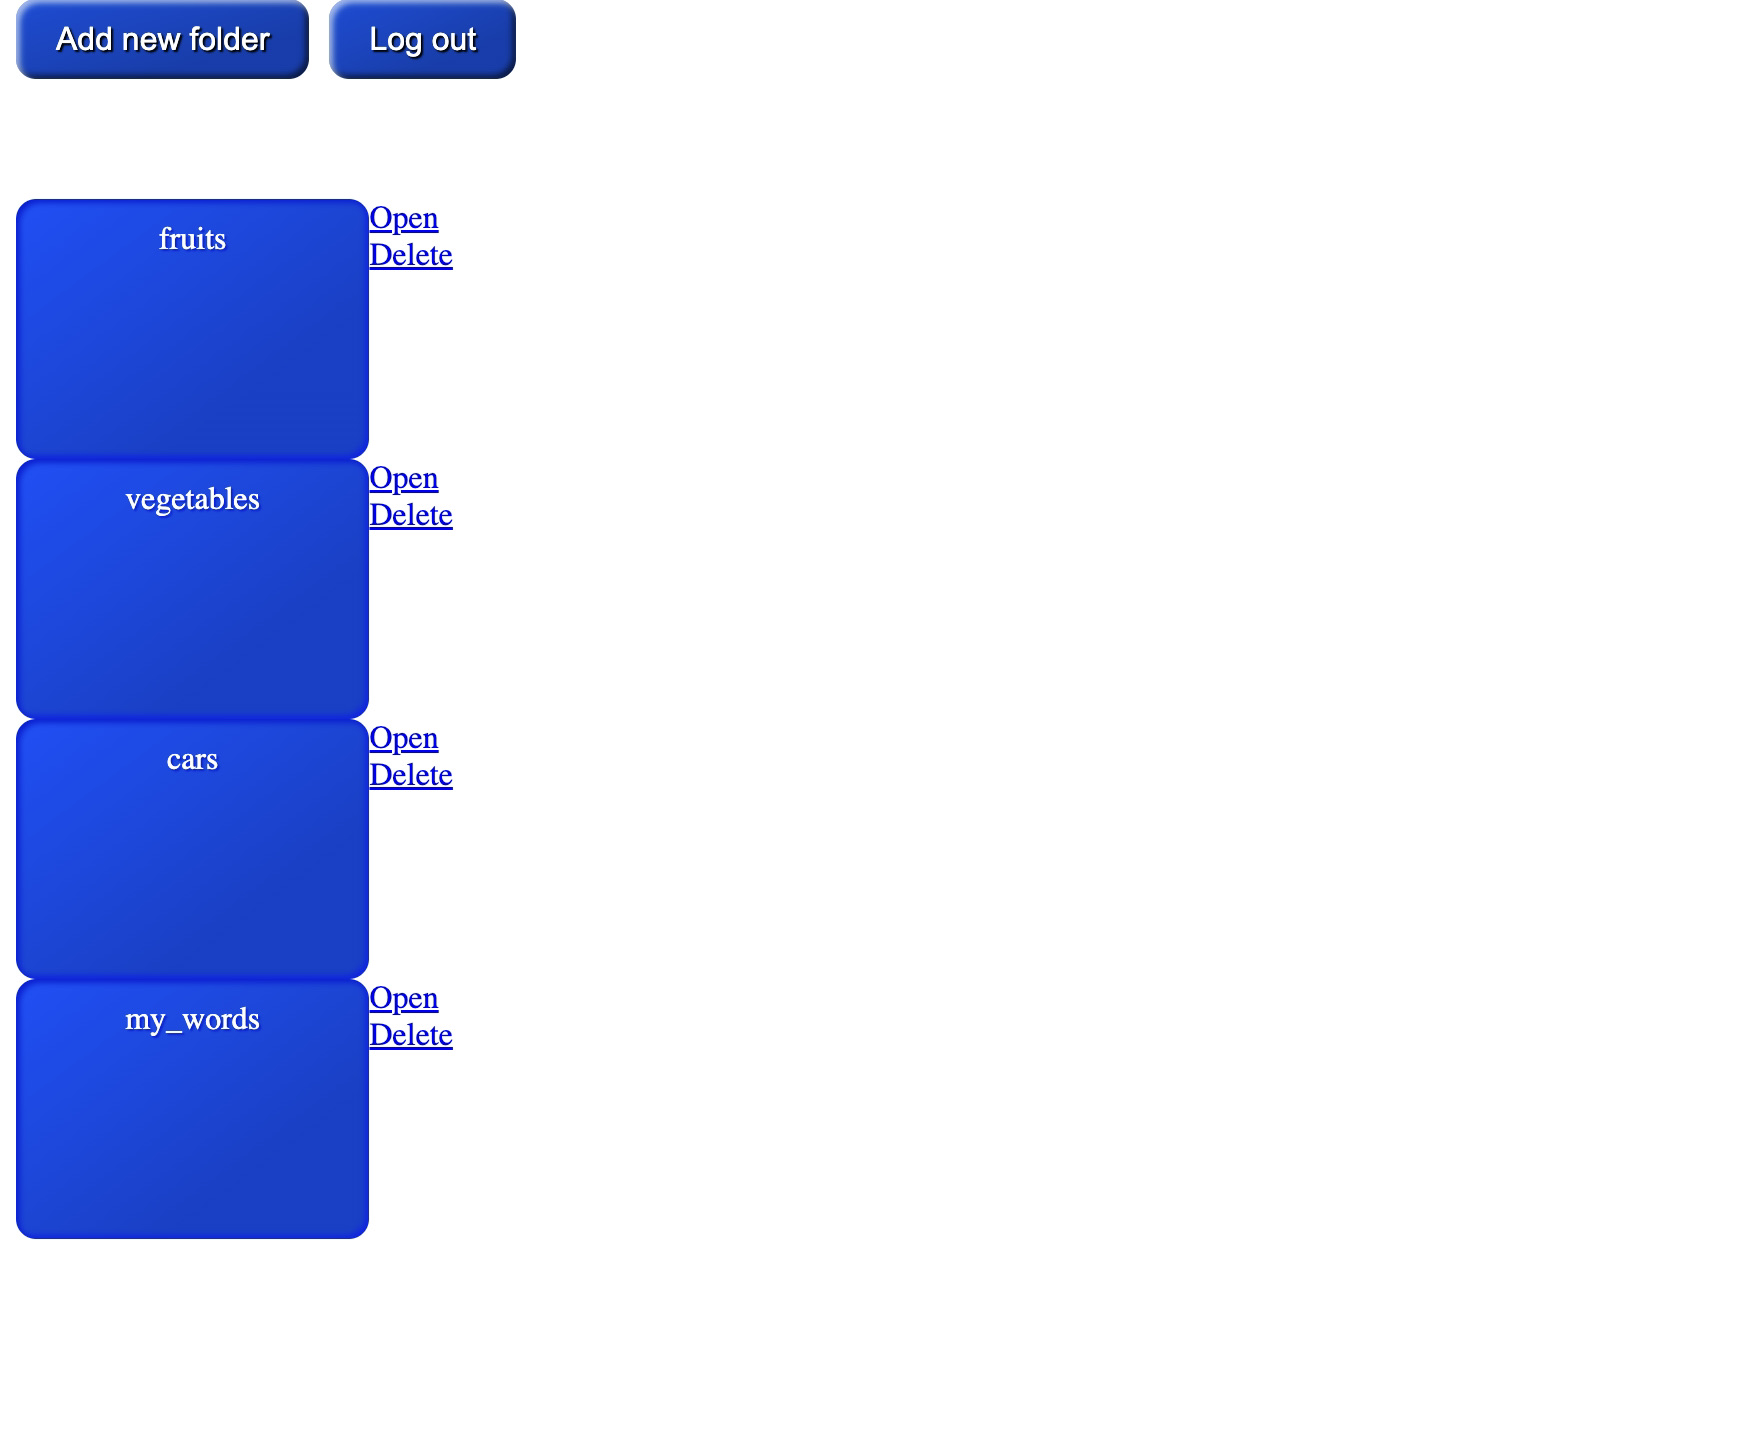 Add new folder Log out
fruits Open
Delete
vegetables Open
Delete
cars Open
Delete
my_words Open
Delete